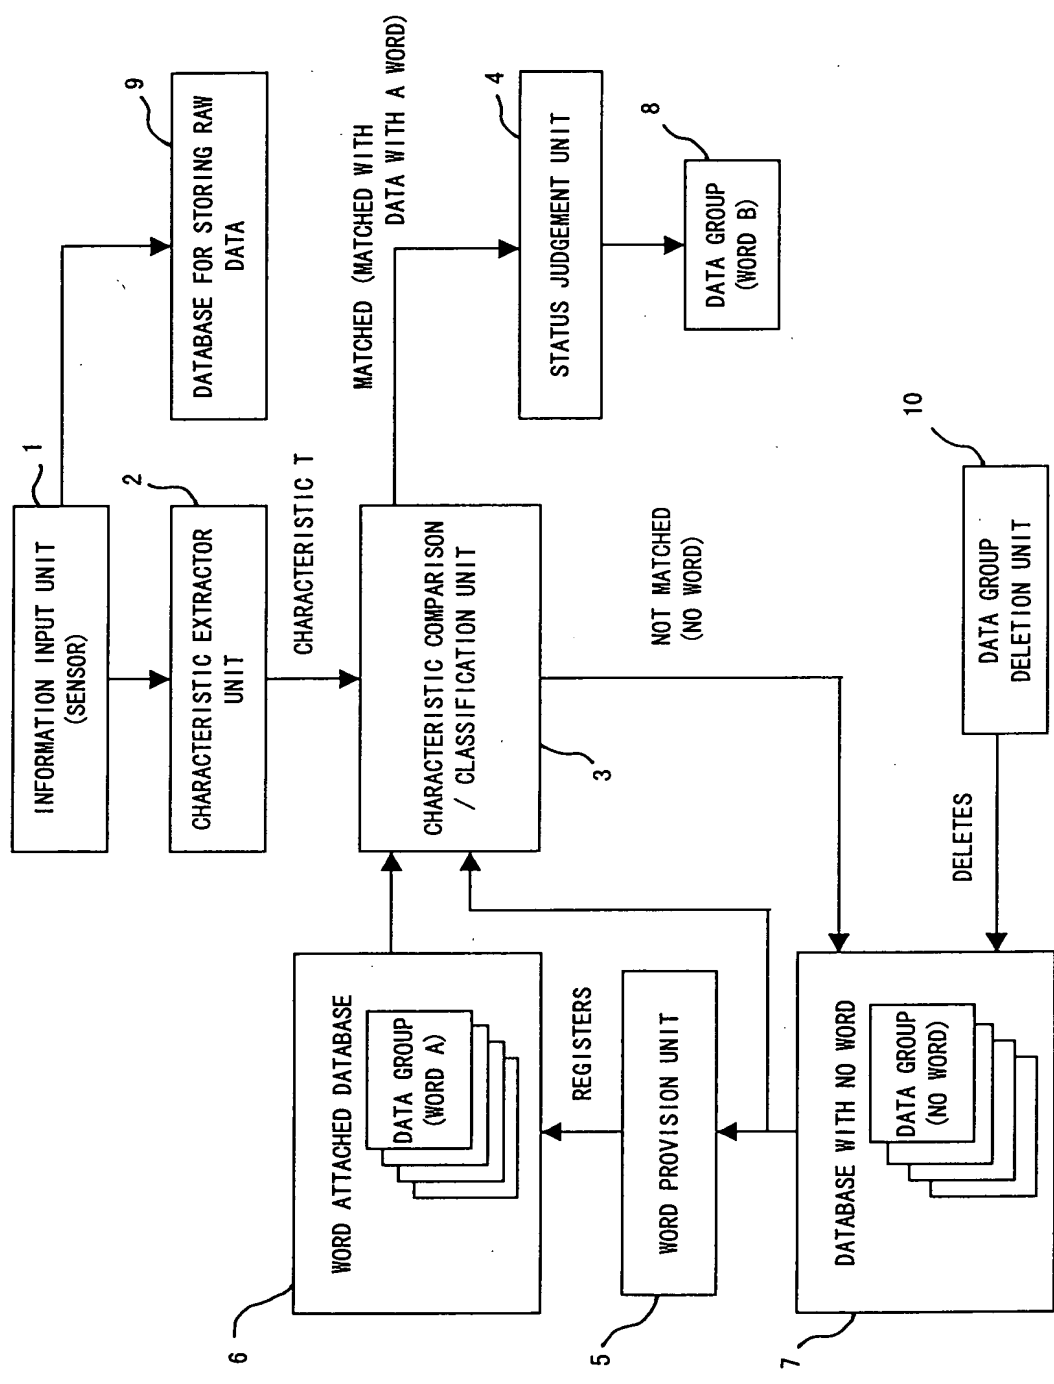 1
INFORMATION INPUT UNIT
(SENSOR)
9
DATABASE FOR STORING RAW
DATA
2
CHARACTERISTIC EXTRACTOR
UNIT
CHARACTERISTIC T
MATCHED (MATCHED WITH
DATA WITH A WORD)
6
WORD ATTACHED DATABASE
DATA GROUP
(WORD A)
CHARACTERISTIC COMPARISON
/ CLASSIFICATION UNIT
3
4
STATUS JUDGEMENT UNIT
REGISTERS
5
WORD PROVISION UNIT
NOT MATCHED
(NO WORD)
8
DATA GROUP
(WORD B)
7
DATABASE WITH NO WORD
DATA GROUP
(NO WORD)
DELETES
10
DATA GROUP
DELETION UNIT